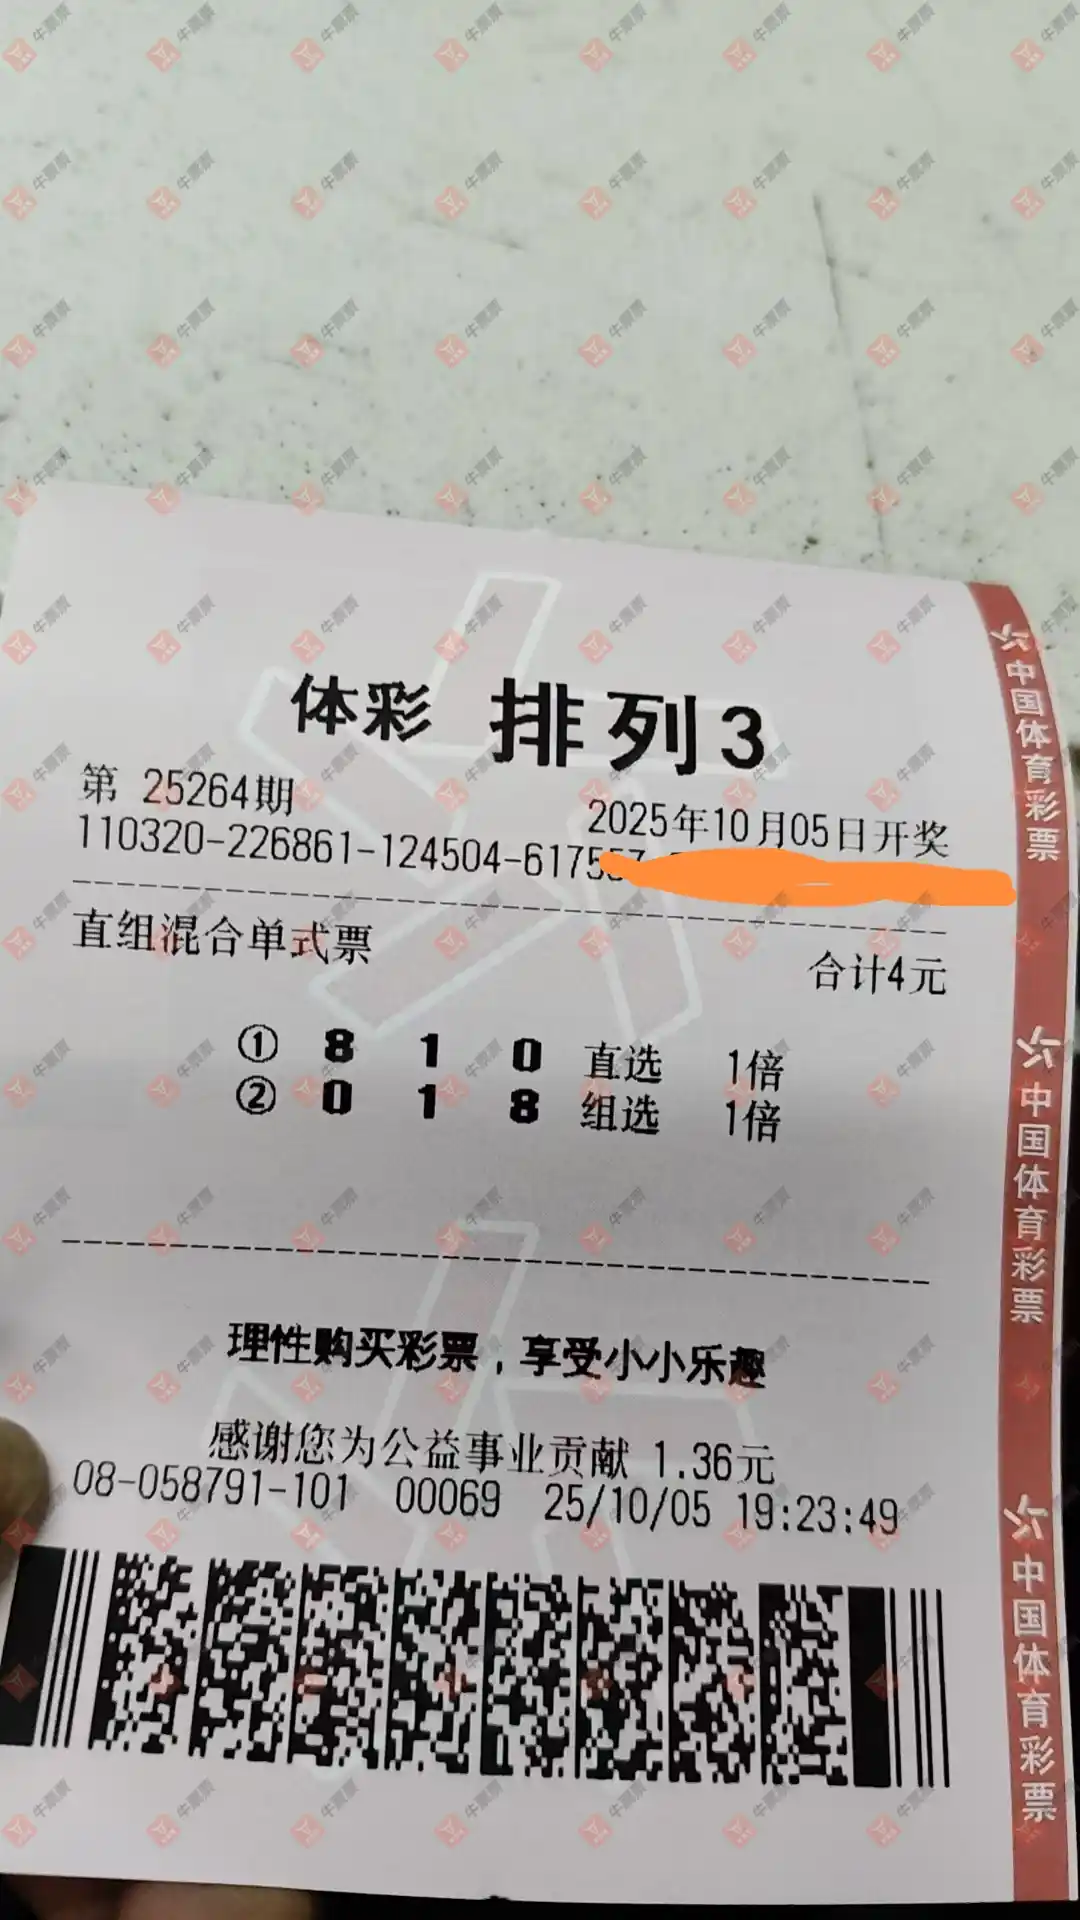 体彩 排列3
第 25264期
2025年10月05日开奖
110320-226861-124504-6175
直组混合单式票
合计4元
① 8 1 0 直选 1倍
② 0 1 8 组选 1倍
理性购买彩票，享受小小乐趣
感谢您为公益事业贡献 1.36元
08-058791-101 00069 25/10/05 19:23:49
中国体育彩票
中国体育彩票
中国体育彩票
牛票票